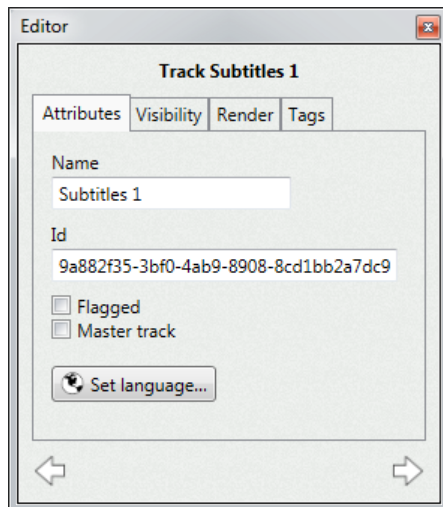 Editor
Track Subtitles 1
Attributes Visibility Render Tags
Name
Subtitles 1
Id
9a882f35-3bf0-4ab9-8908-8cd1bb2a7dc9
Flagged
Master track
Set language...